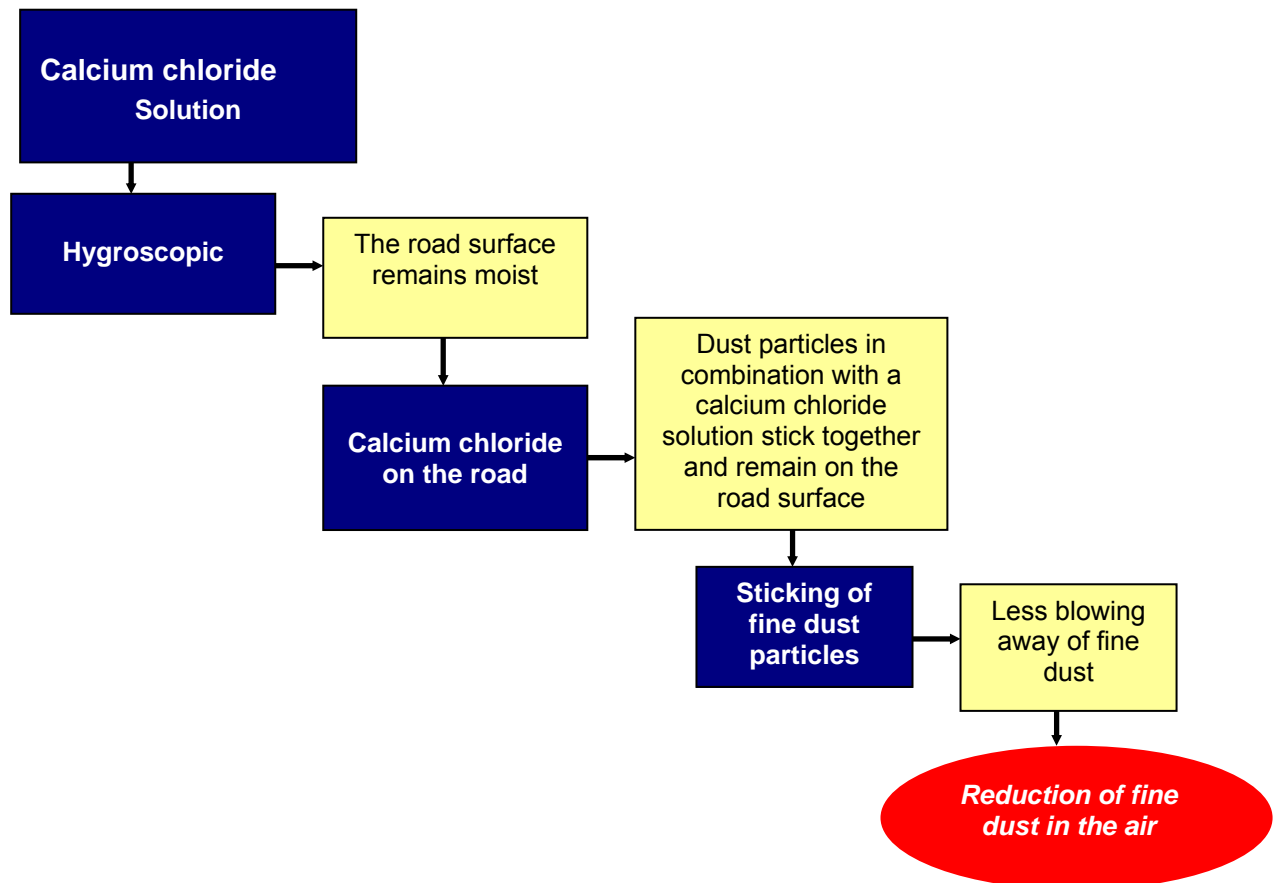 Calcium chloride
Solution
Hygroscopic
The road surface
remains moist
Calcium chloride
on the road
Dust particles in
combination with a
calcium chloride
solution stick together
and remain on the
road surface
Sticking of
fine dust
particles
Less blowing
away of fine
dust
Reduction of fine
dust in the air